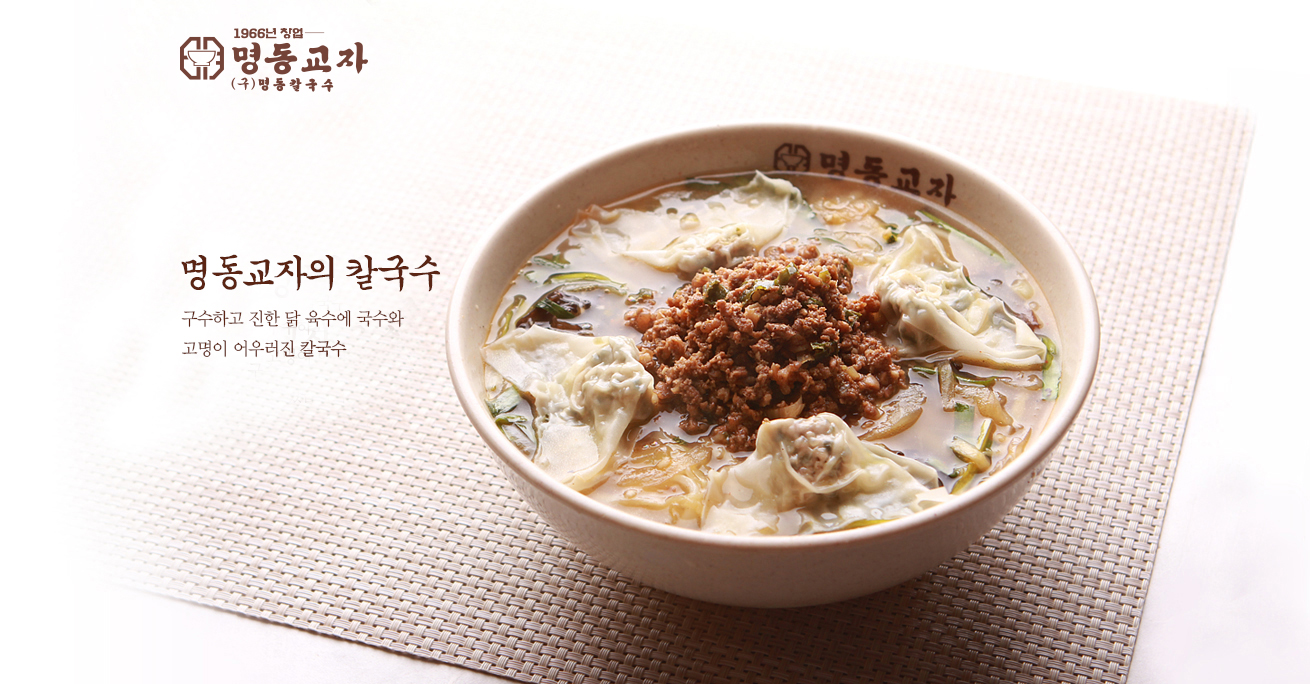 1966년 창업
명동교자
(구)명동칼국수
명동교자
명동교자의 칼국수
구수하고 진한 닭 육수에 국수와
고명이 어우러진 칼국수